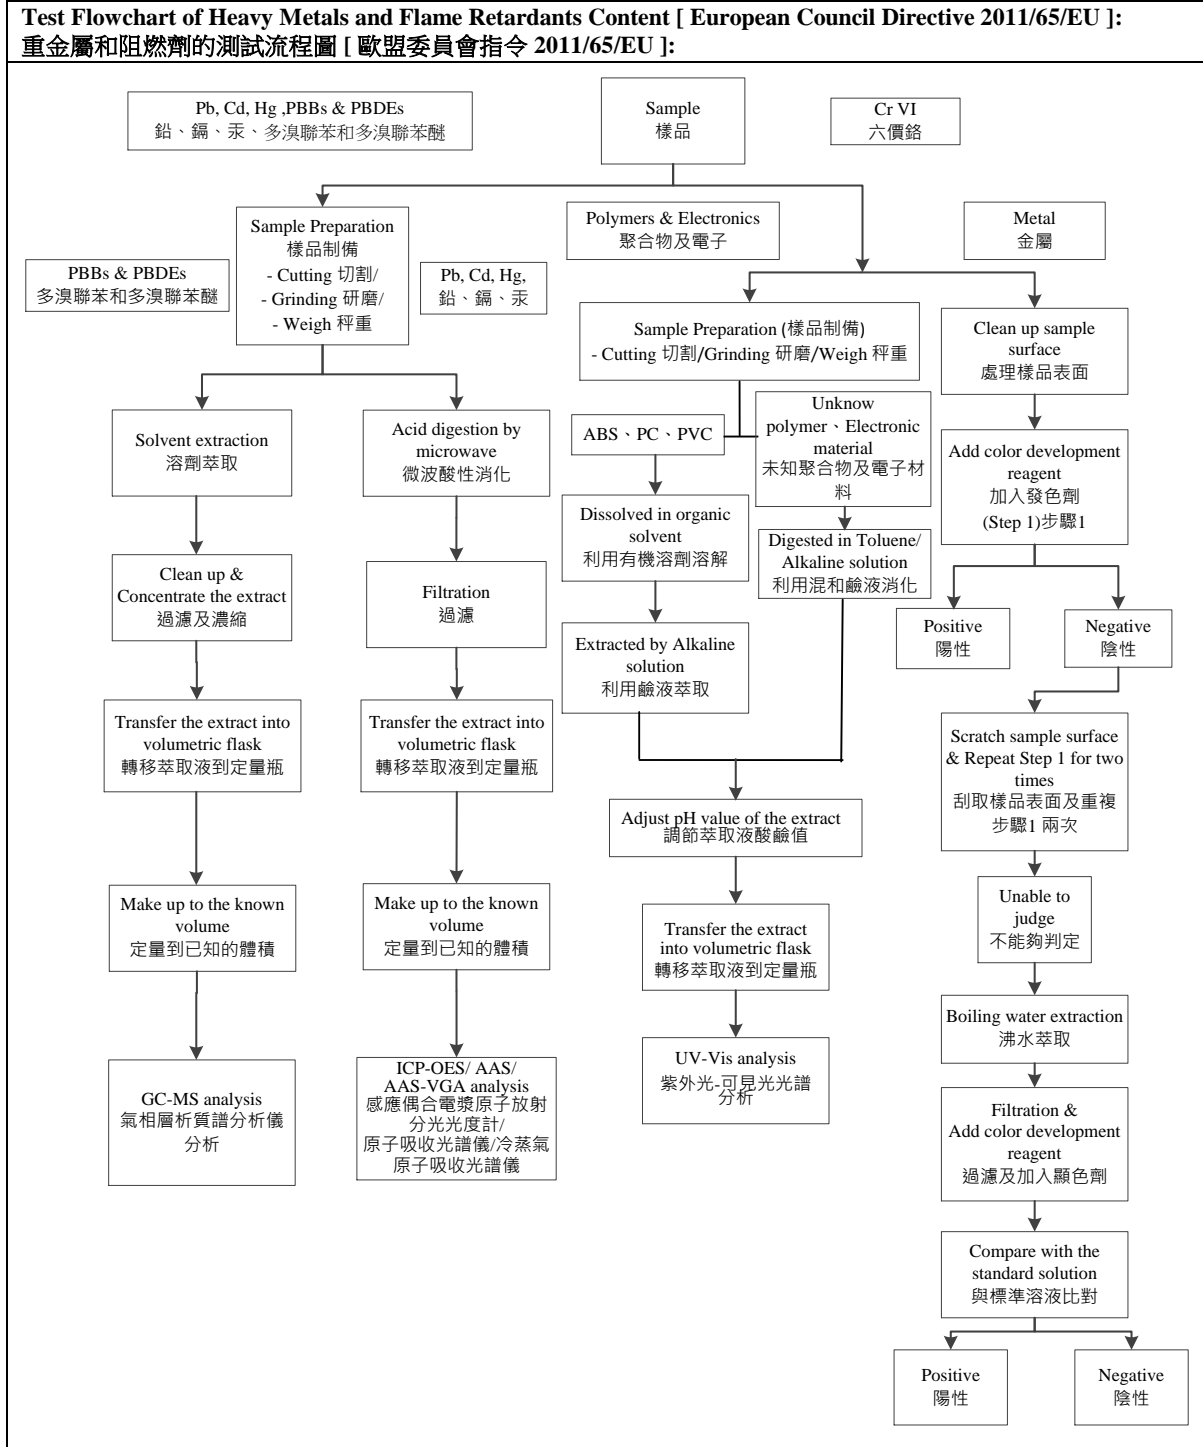 Test Flowchart of Heavy Metals and Flame Retardants Content [ European Council Directive 2011/65/EU ]:
重金屬和阻燃劑的測試流程圖 [ 歐盟委員會指令 2011/65/EU ]:
Pb, Cd, Hg ,PBBs & PBDEs
鉛、鎘、汞、多溴聯苯和多溴聯苯醚
Sample
樣品
Cr VI
六價鉻
Sample Preparation
樣品制備
- Cutting 切割/
- Grinding 研磨/
- Weigh 秤重
PBBs & PBDEs
多溴聯苯和多溴聯苯醚
Pb, Cd, Hg,
鉛、鎘、汞
Solvent extraction
溶劑萃取
Clean up &
Concentrate the extract
過濾及濃縮
Transfer the extract into
volumetric flask
轉移萃取液到定量瓶
Make up to the known
volume
定量到已知的體積
GC-MS analysis
氣相層析質譜分析儀
分析
Acid digestion by
microwave
微波酸性消化
Filtration
過濾
Transfer the extract into
volumetric flask
轉移萃取液到定量瓶
Make up to the known
volume
定量到已知的體積
ICP-OES/ AAS/
AAS-VGA analysis
感應偶合電漿原子放射
分光光度計/
原子吸收光譜儀/冷蒸氣
原子吸收光譜儀
Polymers & Electronics
聚合物及電子
Sample Preparation (樣品制備)
- Cutting 切割/Grinding 研磨/Weigh 秤重
ABS、PC、PVC
Dissolved in organic
solvent
利用有機溶劑溶解
Extracted by Alkaline
solution
利用鹼液萃取
Unknow
polymer、Electronic
material
未知聚合物及電子材
料
Digested in Toluene/
Alkaline solution
利用混和鹼液消化
Adjust pH value of the extract
調節萃取液酸鹼值
Transfer the extract
into volumetric flask
轉移萃取液到定量瓶
UV-Vis analysis
紫外光-可見光光譜
分析
Metal
金屬
Clean up sample
surface
處理樣品表面
Add color development
reagent
加入發色劑
(Step 1)步驟1
Positive
陽性
Negative
陰性
Scratch sample surface
& Repeat Step 1 for two
times
刮取樣品表面及重複
步驟1 兩次
Unable to
judge
不能夠判定
Boiling water extraction
沸水萃取
Filtration &
Add color development
reagent
過濾及加入顯色劑
Compare with the
standard solution
與標準溶液比對
Positive
陽性
Negative
陰性